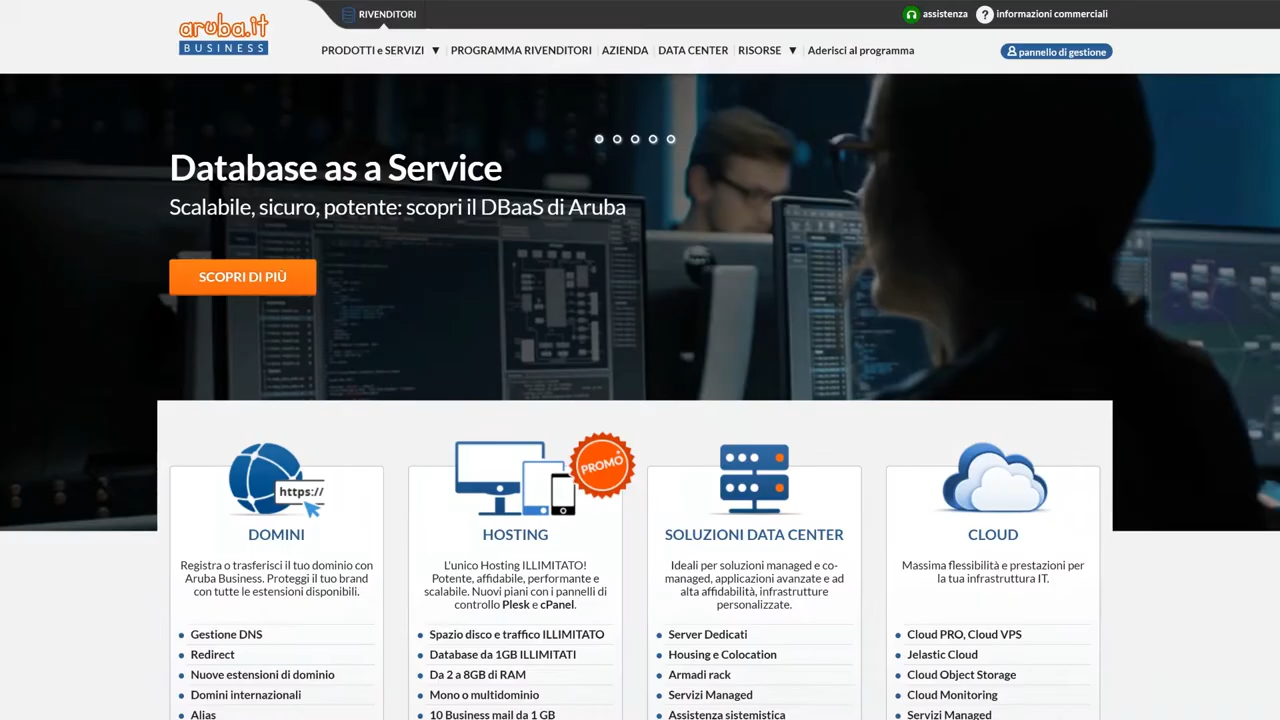 aruba.it
BUSINESS
RIVENDITORI
assistenza
? informazioni commerciali
PRODOTTI e SERVIZI ▼ PROGRAMMA RIVENDITORI AZIENDA DATA CENTER RISORSE ▼ Aderisci al programma
pannello di gestione
Database as a Service
Scalabile, sicuro, potente: scopri il DBaaS di Aruba
SCOPRI DI PIÙ
https://
DOMINI
Registra o trasferisci il tuo dominio con
Aruba Business. Proteggi il tuo brand
con tutte le estensioni disponibili.
Gestione DNS
Redirect
Nuove estensioni di dominio
Domini internazionali
Alias
PROMO
HOSTING
L'unico Hosting ILLIMITATO!
Potente, affidabile, performante e
scalabile. Nuovi piani con i pannelli di
controllo Plesk e cPanel.
Spazio disco e traffico ILLIMITATO
Database da 1GB ILLIMITATI
Da 2 a 8GB di RAM
Mono o multidominio
10 Business mail da 1 GB
SOLUZIONI DATA CENTER
Ideali per soluzioni managed e co-
managed, applicazioni avanzate e ad
alta affidabilità, infrastrutture
personalizzate.
Server Dedicati
Housing e Colocation
Armadi rack
Servizi Managed
Assistenza sistemistica
CLOUD
Massima flessibilità e prestazioni per
la tua infrastruttura IT.
Cloud PRO, Cloud VPS
Jelastic Cloud
Cloud Object Storage
Cloud Monitoring
Servizi Managed